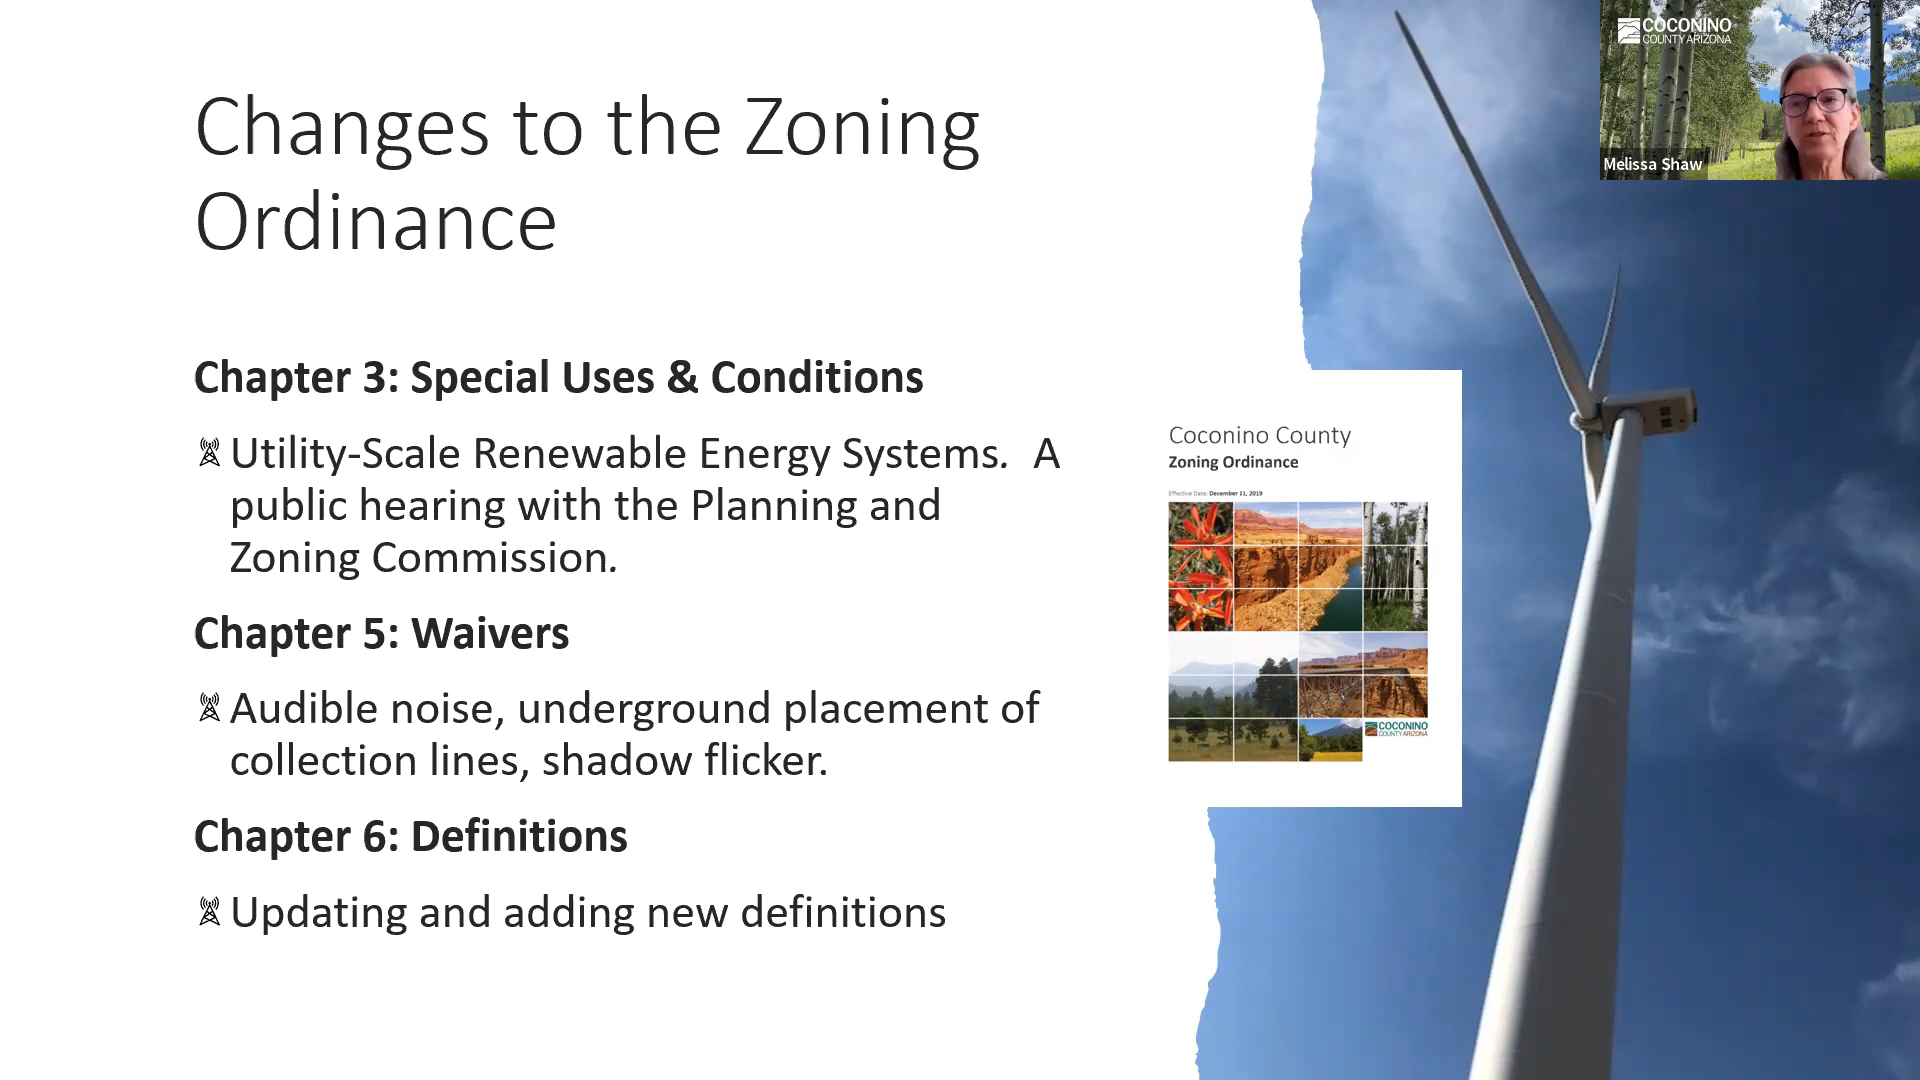 Changes to the Zoning
Ordinance
Chapter 3: Special Uses & Conditions
Utility-Scale Renewable Energy Systems.  A
public hearing with the Planning and
Zoning Commission.
Chapter 5: Waivers
Audible noise, underground placement of
collection lines, shadow flicker.
Chapter 6: Definitions
Updating and adding new definitions
Coconino County
Zoning Ordinance
Effective Date: December 11, 2019
COCONINO
COUNTY ARIZONA
COCONINO
COUNTY ARIZONA
Melissa Shaw